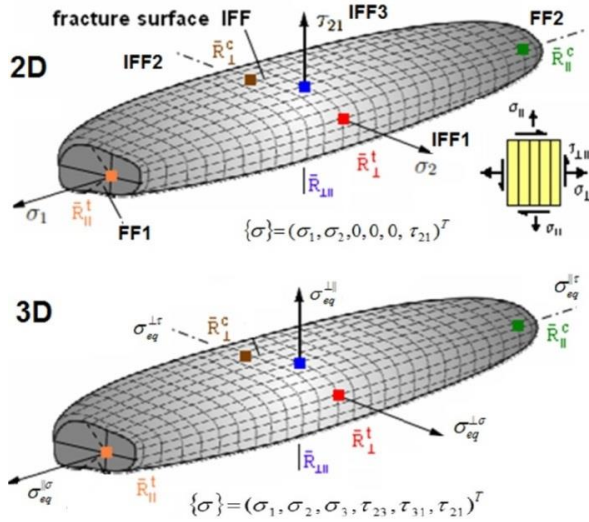 fracture surface IFF
τ₂₁
IFF3
FF2
2D
IFF2
R̄⊥ᶜ
R̄∥ᶜ
IFF1
σ∥
τ⊥∥
σ⊥
σ∥
σ₁
R̄∥ᵗ
FF1
R̄⊥∥
R̄⊥ᵗ
σ₂
{σ}=(σ₁,σ₂,0,0,0,τ₂₁)ᵀ
3D
σeq^⊥τ
R̄⊥ᶜ
σeq^⊥∥
σeq^∥τ
R̄∥ᶜ
σeq^∥σ
R̄∥ᵗ
R̄⊥∥
R̄⊥ᵗ
σeq^⊥σ
{σ}=(σ₁,σ₂,σ₃,τ₂₃,τ₃₁,τ₂₁)ᵀ